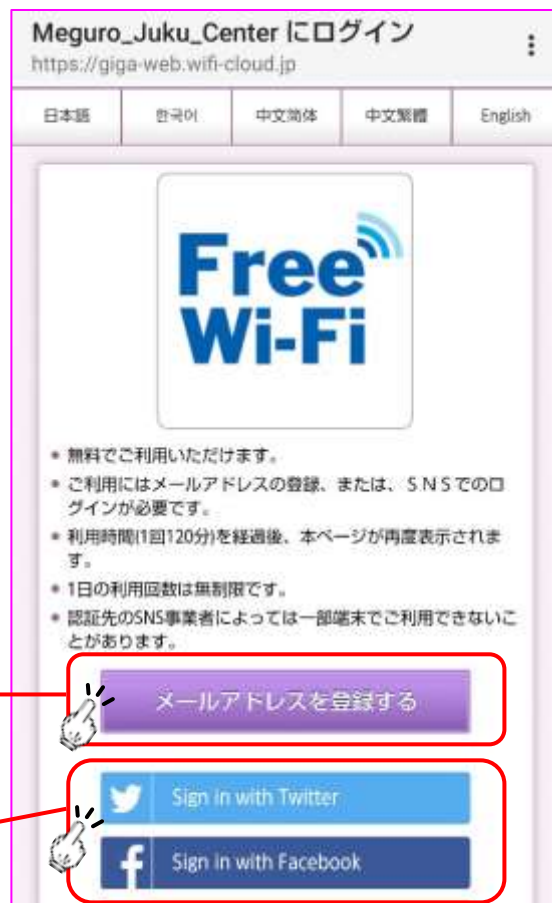 Meguro_Juku_Center にログイン
https://giga-web.wifi-cloud.jp
日本語 한국어 中文简体 中文繁體 English
Free
Wi-Fi
• 無料でご利用いただけます。
• ご利用にはメールアドレスの登録、または、ＳＮＳでのロ
グインが必要です。
• 利用時間(1回120分)を経過後、本ページが再度表示されま
す。
• 1日の利用回数は無制限です。
• 認証先のSNS事業者によっては一部端末でご利用できないこ
とがあります。
メールアドレスを登録する
Sign in with Twitter
Sign in with Facebook